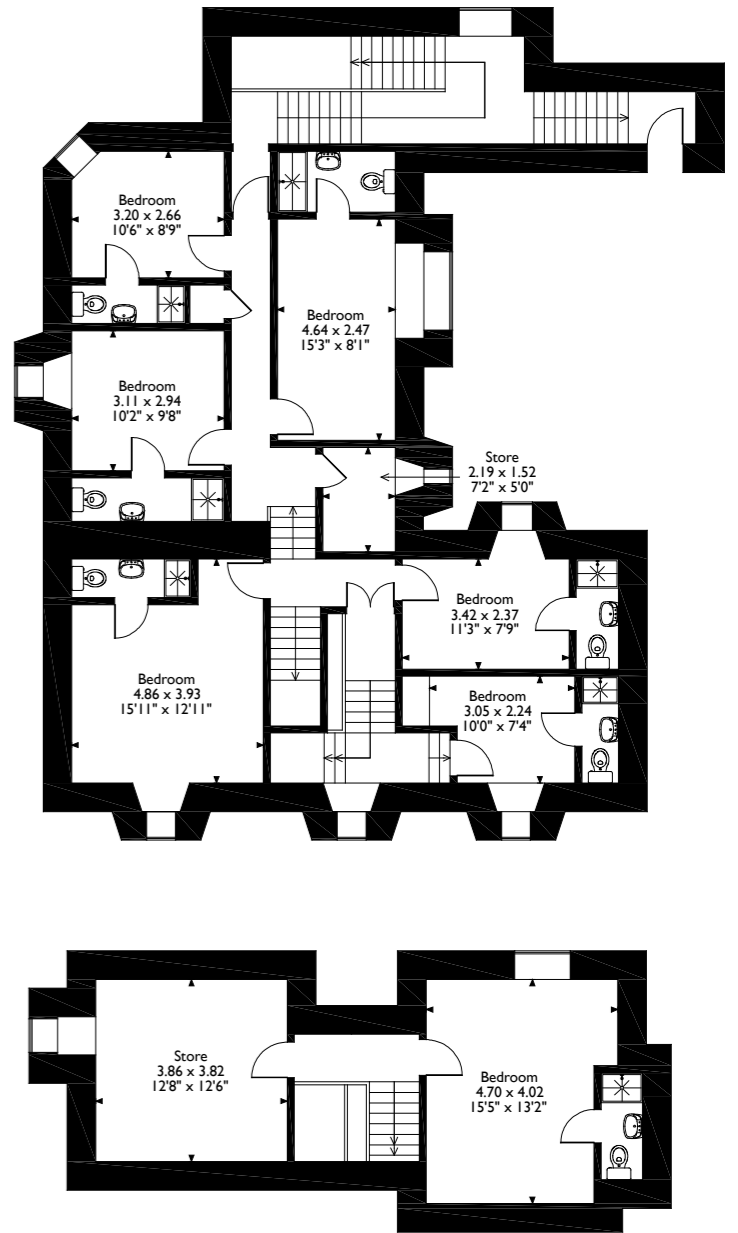 Bedroom
3.20 x 2.66
10'6" x 8'9"
Bedroom
4.64 x 2.47
15'3" x 8'1"
Bedroom
3.11 x 2.94
10'2" x 9'8"
Store
2.19 x 1.52
7'2" x 5'0"
Bedroom
3.42 x 2.37
11'3" x 7'9"
Bedroom
4.86 x 3.93
15'11" x 12'11"
Bedroom
3.05 x 2.24
10'0" x 7'4"
Store
3.86 x 3.82
12'8" x 12'6"
Bedroom
4.70 x 4.02
15'5" x 13'2"